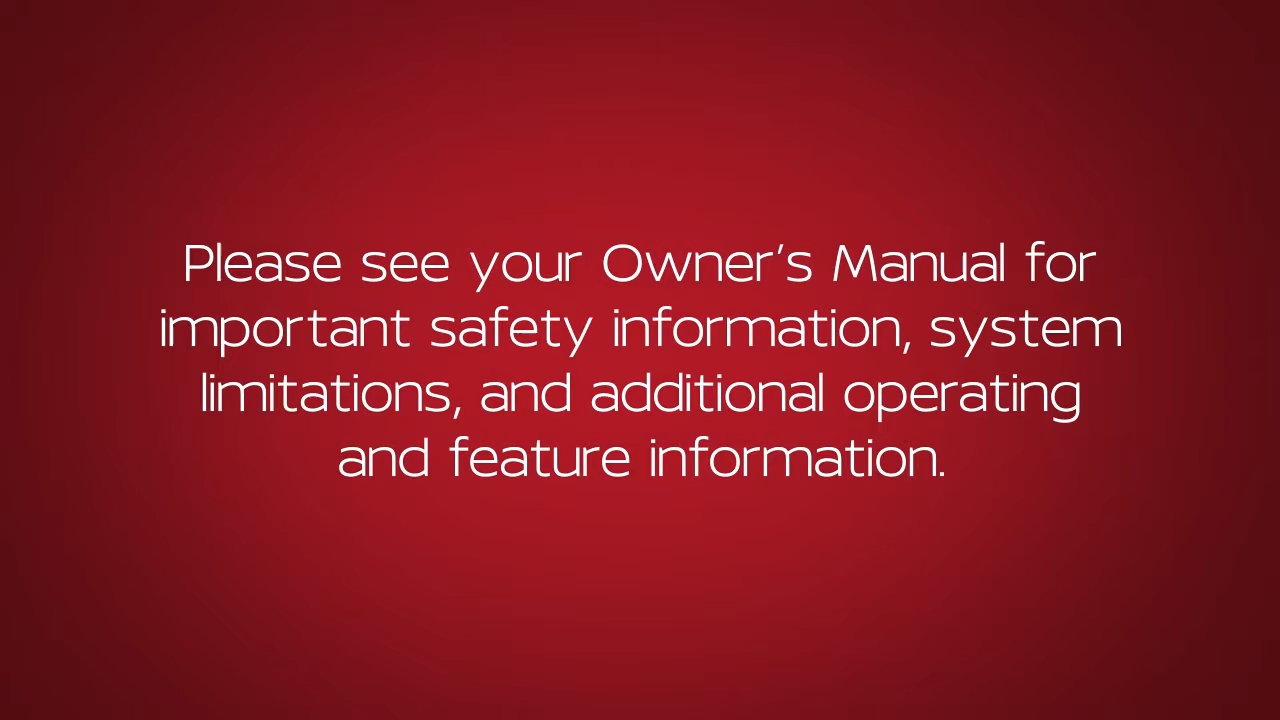 Please see your Owner’s Manual for
important safety information, system
limitations, and additional operating
and feature information.